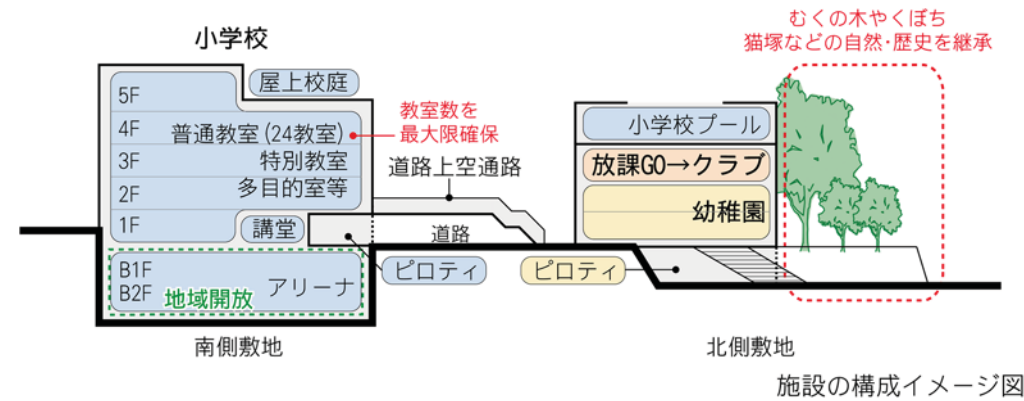 むくの木やくぼち
猫塚などの自然・歴史を継承
小学校
屋上校庭
5F
4F
3F
2F
1F
普通教室(24教室)
特別教室
多目的室等
教室数を
最大限確保
道路上空通路
講堂
道路
ピロティ
B1F
B2F
アリーナ
地域開放
南側敷地
小学校プール
放課GO→クラブ
幼稚園
ピロティ
北側敷地
施設の構成イメージ図